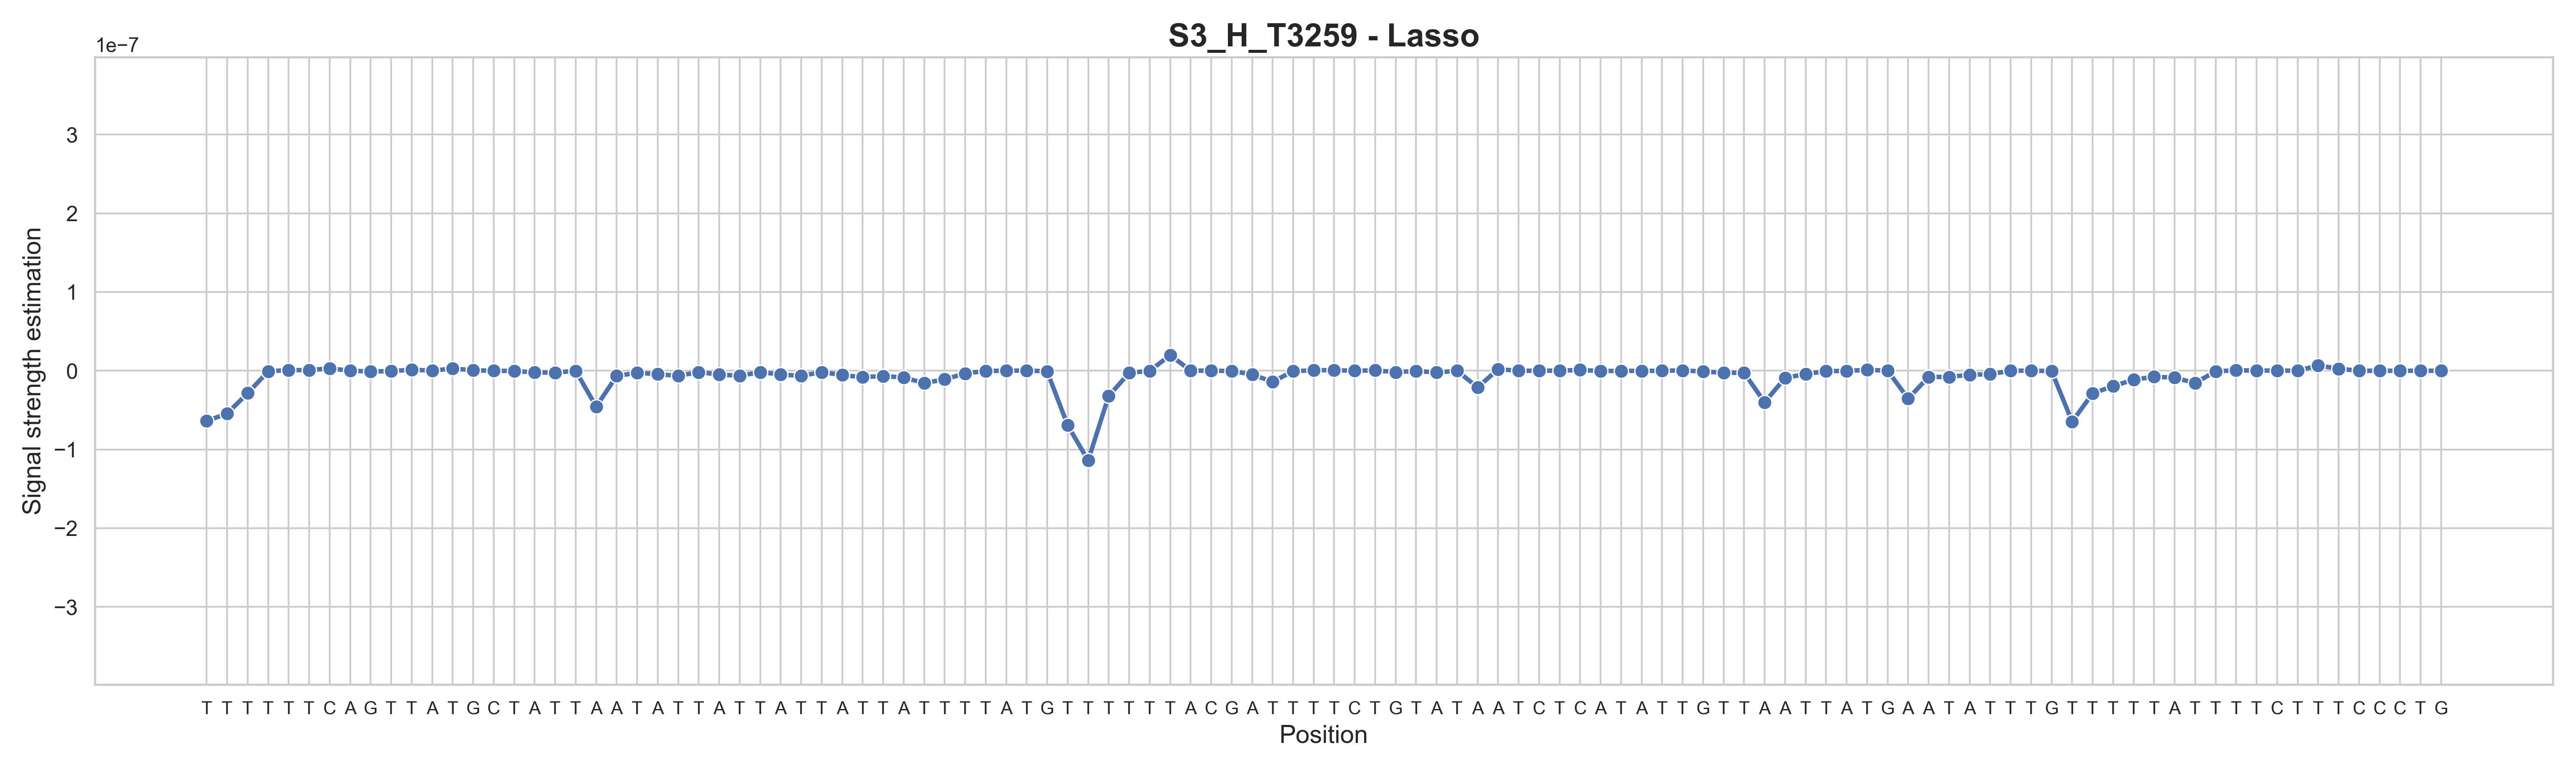 S3_H_T3259 - Lasso
1e−7
3
2
1
0
−1
−2
−3
Signal strength estimation
T T T T T T C A G T T A T G C T A T T A A T A T T A T T A T T A T T A T T T T A T G T T T T T T A C G A T T T T C T G T A T A A T C T C A T A T T G T T A A T T A T G A A T A T T T G T T T T T A T T T T C T T T C C C T G
Position